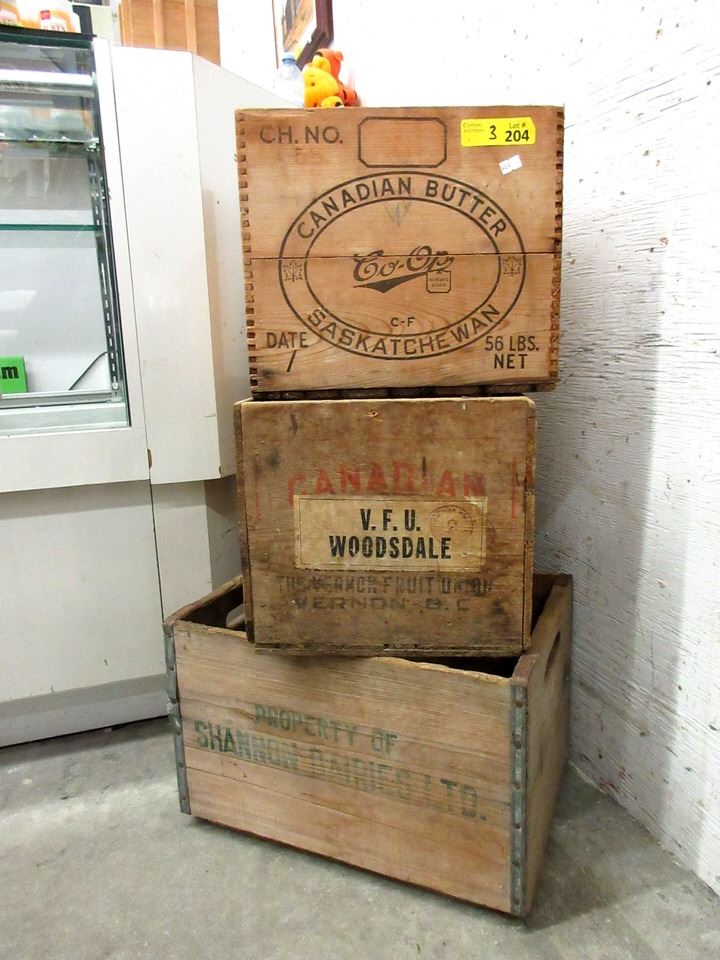 CH. NO.
3 Lot # 204
CANADIAN BUTTER
Co-Op
C-F
SASKATCHEWAN
DATE
56 LBS.
NET
m
CANADIAN
V. F. U.
WOODSDALE
THE VERNON FRUIT UNION
VERNON B.C.
PROPERTY OF
SHANNON DAIRIES LTD.